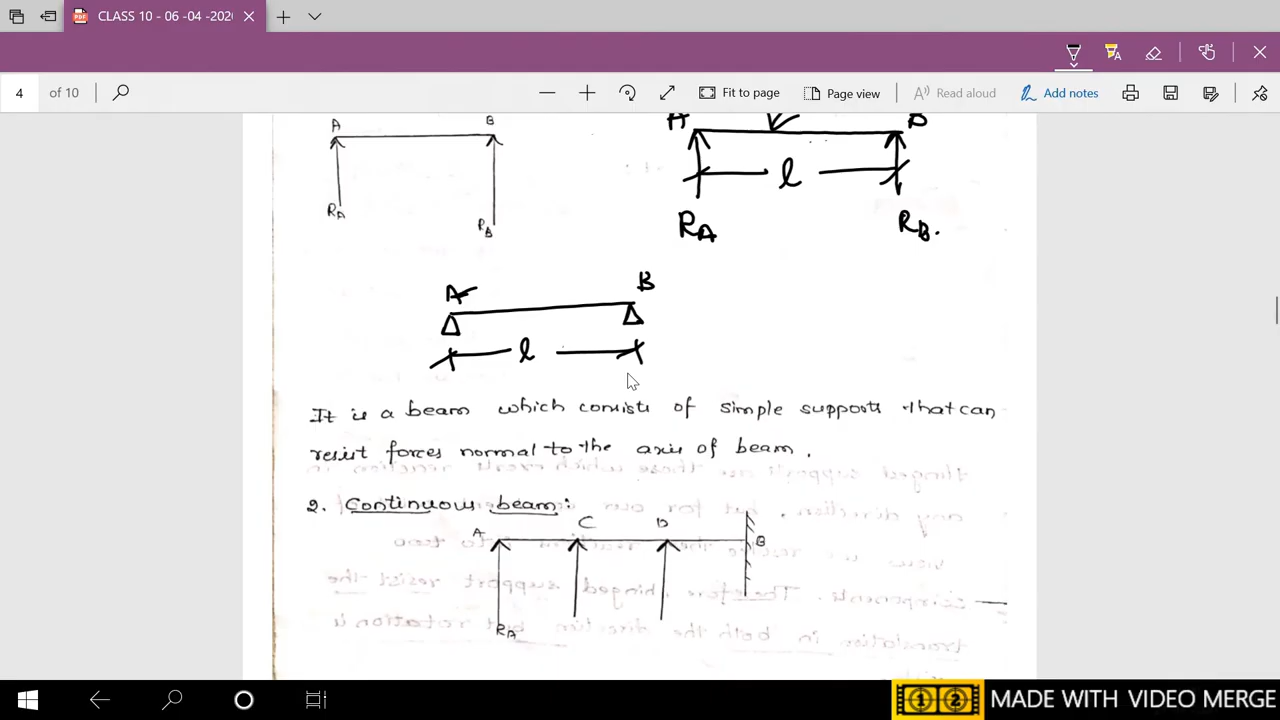 CLASS 10 - 06 -04 -2020
4 of 10
Fit to page
Page view
Read aloud
Add notes
A B
A B
RA
RB
l
RA RB.
A B
l
It is a beam which consists of simple supports that can
resist forces normal to the axis of beam.
2. Continuous beam:
A C D B
RA
MADE WITH VIDEO MERGE